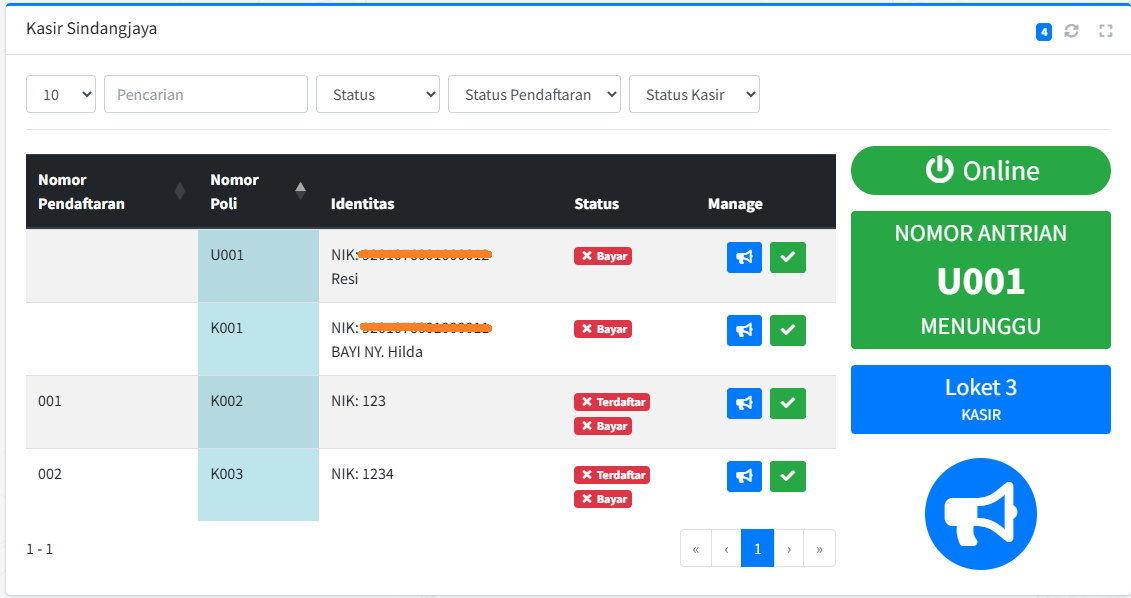 Kasir Sindangjaya
4
10
Pencarian
Status
Status Pendaftaran
Status Kasir
Nomor Pendaftaran
Nomor Poli
Identitas
Status
Manage
U001
NIK:
Resi
Bayar
K001
NIK:
BAYI NY. Hilda
Bayar
001
K002
NIK: 123
Terdaftar
Bayar
002
K003
NIK: 1234
Terdaftar
Bayar
1 - 1
« ‹ 1 › »
Online
NOMOR ANTRIAN
U001
MENUNGGU
Loket 3
KASIR